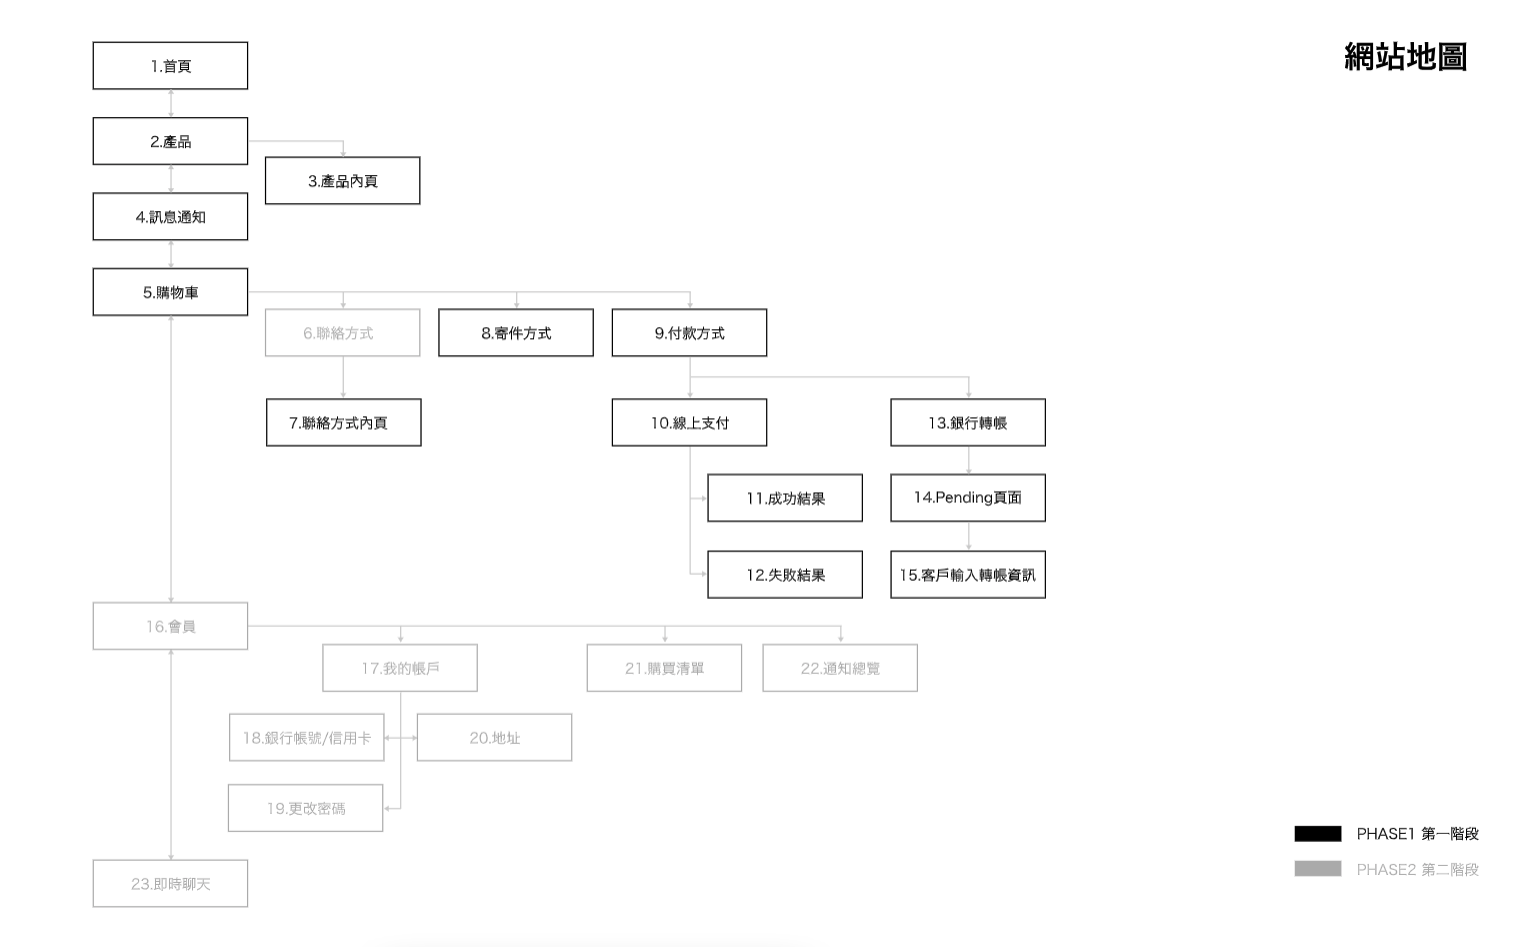 網站地圖
1.首頁
2.產品
3.產品內頁
4.訊息通知
5.購物車
6.聯絡方式
8.寄件方式
9.付款方式
7.聯絡方式內頁
10.線上支付
13.銀行轉帳
11.成功結果
14.Pending頁面
12.失敗結果
15.客戶輸入轉帳資訊
16.會員
17.我的帳戶
21.購買清單
22.通知總覽
18.銀行帳號/信用卡
20.地址
19.更改密碼
23.即時聊天
PHASE1 第一階段
PHASE2 第二階段